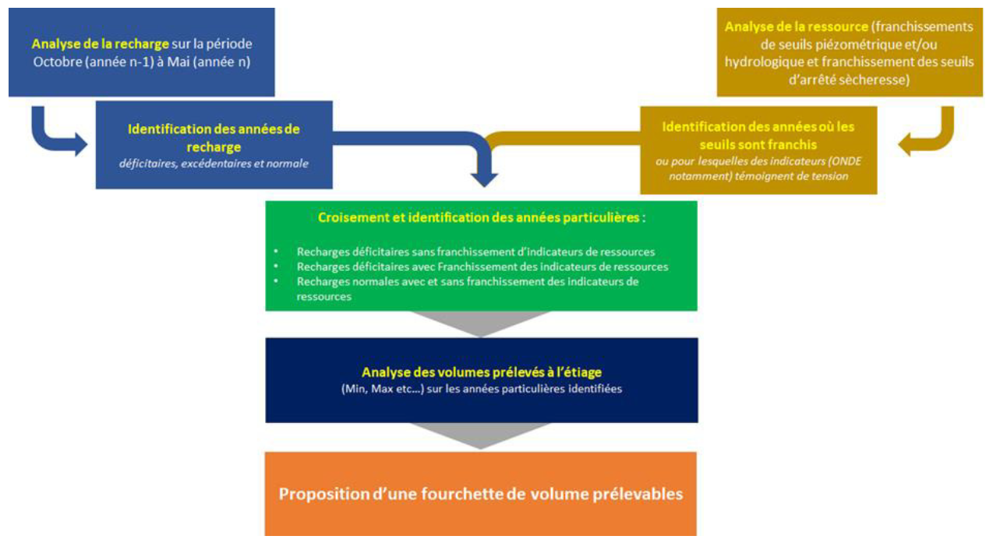 Analyse de la recharge sur la période
Octobre (année n-1) à Mai (année n)
Analyse de la ressource (franchissements
de seuils piézométrique et/ou
hydrologique et franchissement des seuils
d’arrêté sècheresse)
Identification des années de
recharge
déficitaires, excédentaires et normale
Identification des années où les
seuils sont franchis
ou pour lesquelles des indicateurs (ONDE
notamment) témoignent de tension
Croisement et identification des années particulières :
• Recharges déficitaires sans franchissement d’indicateurs de ressources
• Recharges déficitaires avec Franchissement des indicateurs de ressources
• Recharges normales avec et sans franchissement des indicateurs de
ressources
Analyse des volumes prélevés à l’étiage
(Min, Max etc…) sur les années particulières identifiées
Proposition d’une fourchette de volume prélevables